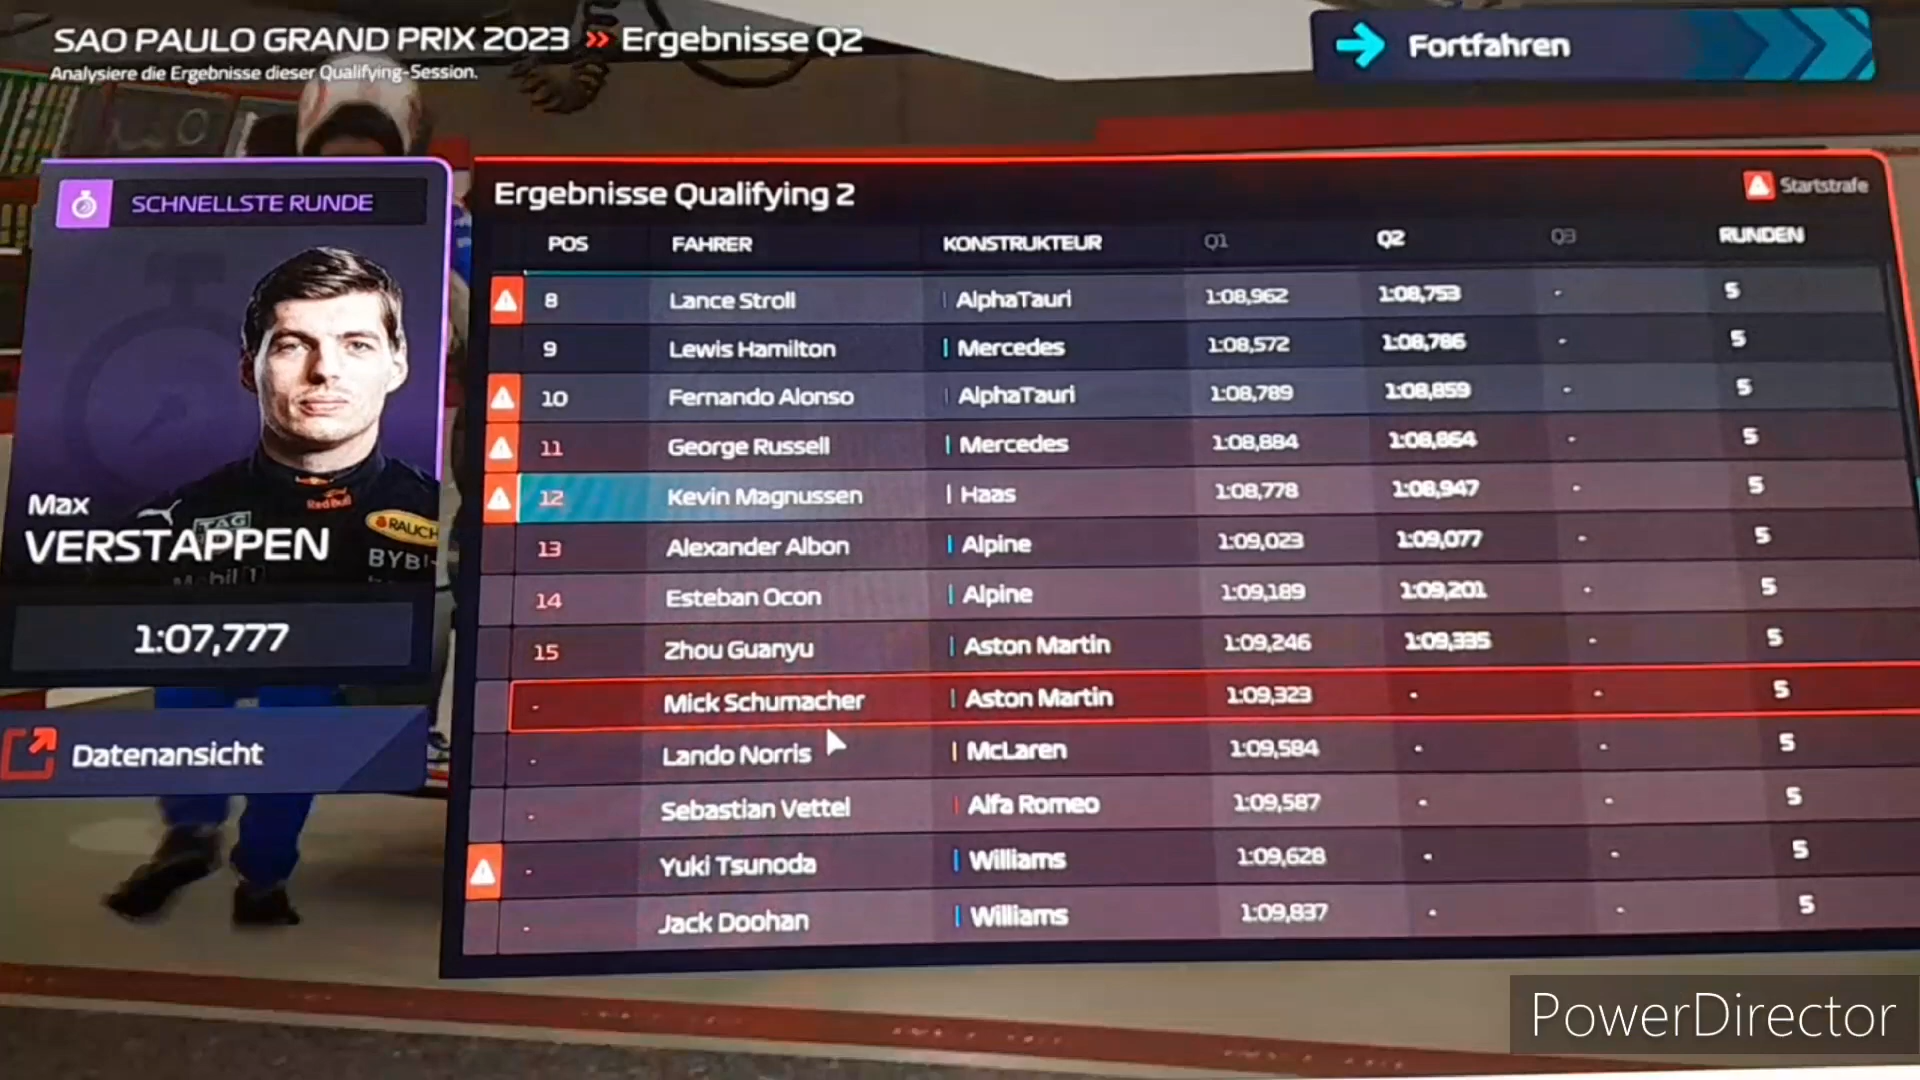 SAO PAULO GRAND PRIX 2023 >> Ergebnisse Q2
Analysiere die Ergebnisse dieser Qualifying-Session.
Fortfahren
SCHNELLSTE RUNDE
Max
VERSTAPPEN
Red Bull
TAG
RAUCH
BYBI
Mobil 1
1:07,777
Datenansicht
Ergebnisse Qualifying 2
Startstrafe
POS FAHRER KONSTRUKTEUR Q1 Q2 Q3 RUNDEN
8 Lance Stroll AlphaTauri 1:08,962 1:08,753 - 5
9 Lewis Hamilton Mercedes 1:08,572 1:08,786 - 5
10 Fernando Alonso AlphaTauri 1:08,789 1:08,859 - 5
11 George Russell Mercedes 1:08,884 1:08,864 - 5
12 Kevin Magnussen Haas 1:08,778 1:08,947 - 5
13 Alexander Albon Alpine 1:09,023 1:09,077 - 5
14 Esteban Ocon Alpine 1:09,189 1:09,201 - 5
15 Zhou Guanyu Aston Martin 1:09,246 1:09,335 - 5
- Mick Schumacher Aston Martin 1:09,323 - - 5
- Lando Norris McLaren 1:09,584 - - 5
- Sebastian Vettel Alfa Romeo 1:09,587 - - 5
- Yuki Tsunoda Williams 1:09,628 - - 5
- Jack Doohan Williams 1:09,837 - - 5
PowerDirector